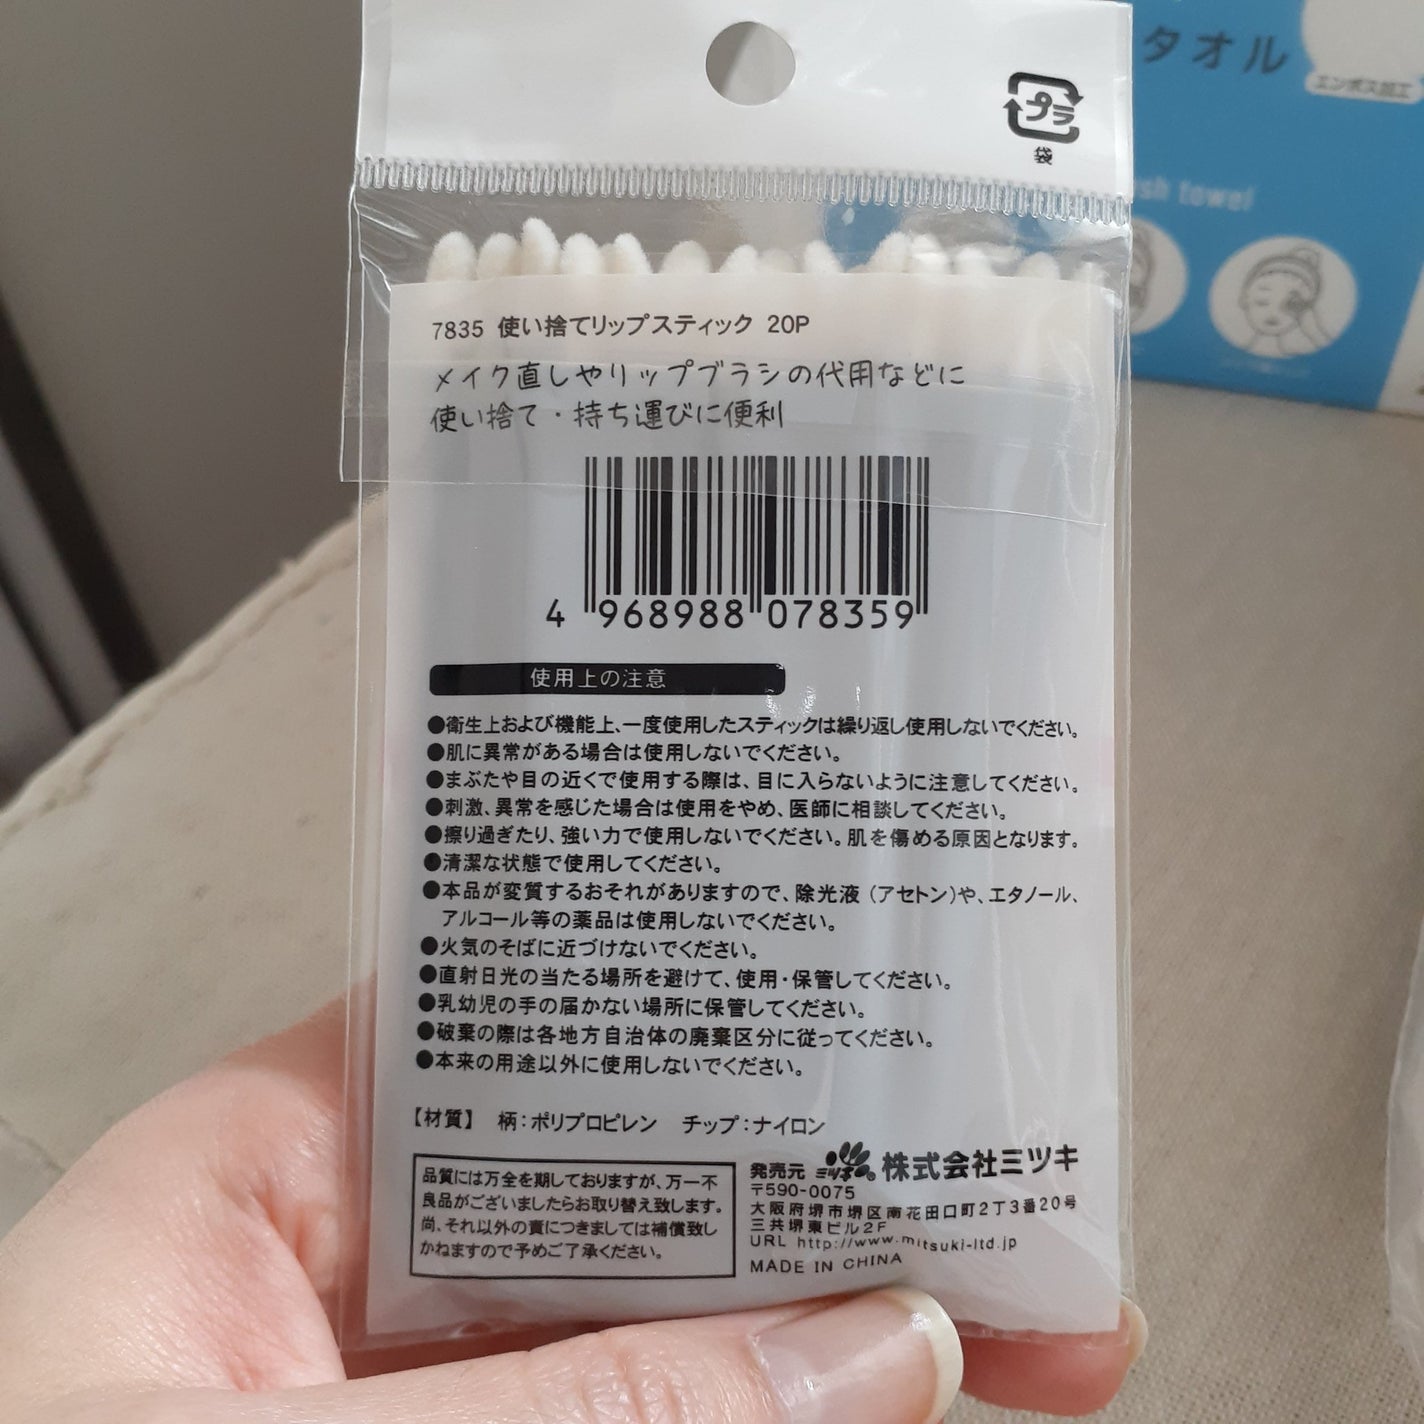 タオル
エンボス加工
sh towel
プラ
袋
7835 使い捨てリップスティック 20P
メイク直しやリップブラシの代用などに
使い捨て・持ち運びに便利
4 968988 078359
使用上の注意
●衛生上および機能上、一度使用したスティックは繰り返し使用しないでください。
●肌に異常がある場合は使用しないでください。
●まぶたや目の近くで使用する際は、目に入らないように注意してください。
●刺激、異常を感じた場合は使用をやめ、医師に相談してください。
●擦り過ぎたり、強い力で使用しないでください。肌を傷める原因となります。
●清潔な状態で使用してください。
●本品が変質するおそれがありますので、除光液（アセトン）や、エタノール、
アルコール等の薬品は使用しないでください。
●火気のそばに近づけないでください。
●直射日光の当たる場所を避けて、使用・保管してください。
●乳幼児の手の届かない場所に保管してください。
●破棄の際は各地方自治体の廃棄区分に従ってください。
●本来の用途以外に使用しないでください。
【材質】 柄：ポリプロピレン チップ：ナイロン
品質には万全を期しておりますが、万一不
良品がございましたらお取り替え致します。
尚、それ以外の責につきましては補償致し
かねますので予めご了承ください。
発売元 ミツキ 株式会社ミツキ
〒590-0075
大阪府堺市堺区南花田口町2丁3番20号
三共堺東ビル2F
URL http://www.mitsuki-ltd.jp
MADE IN CHINA